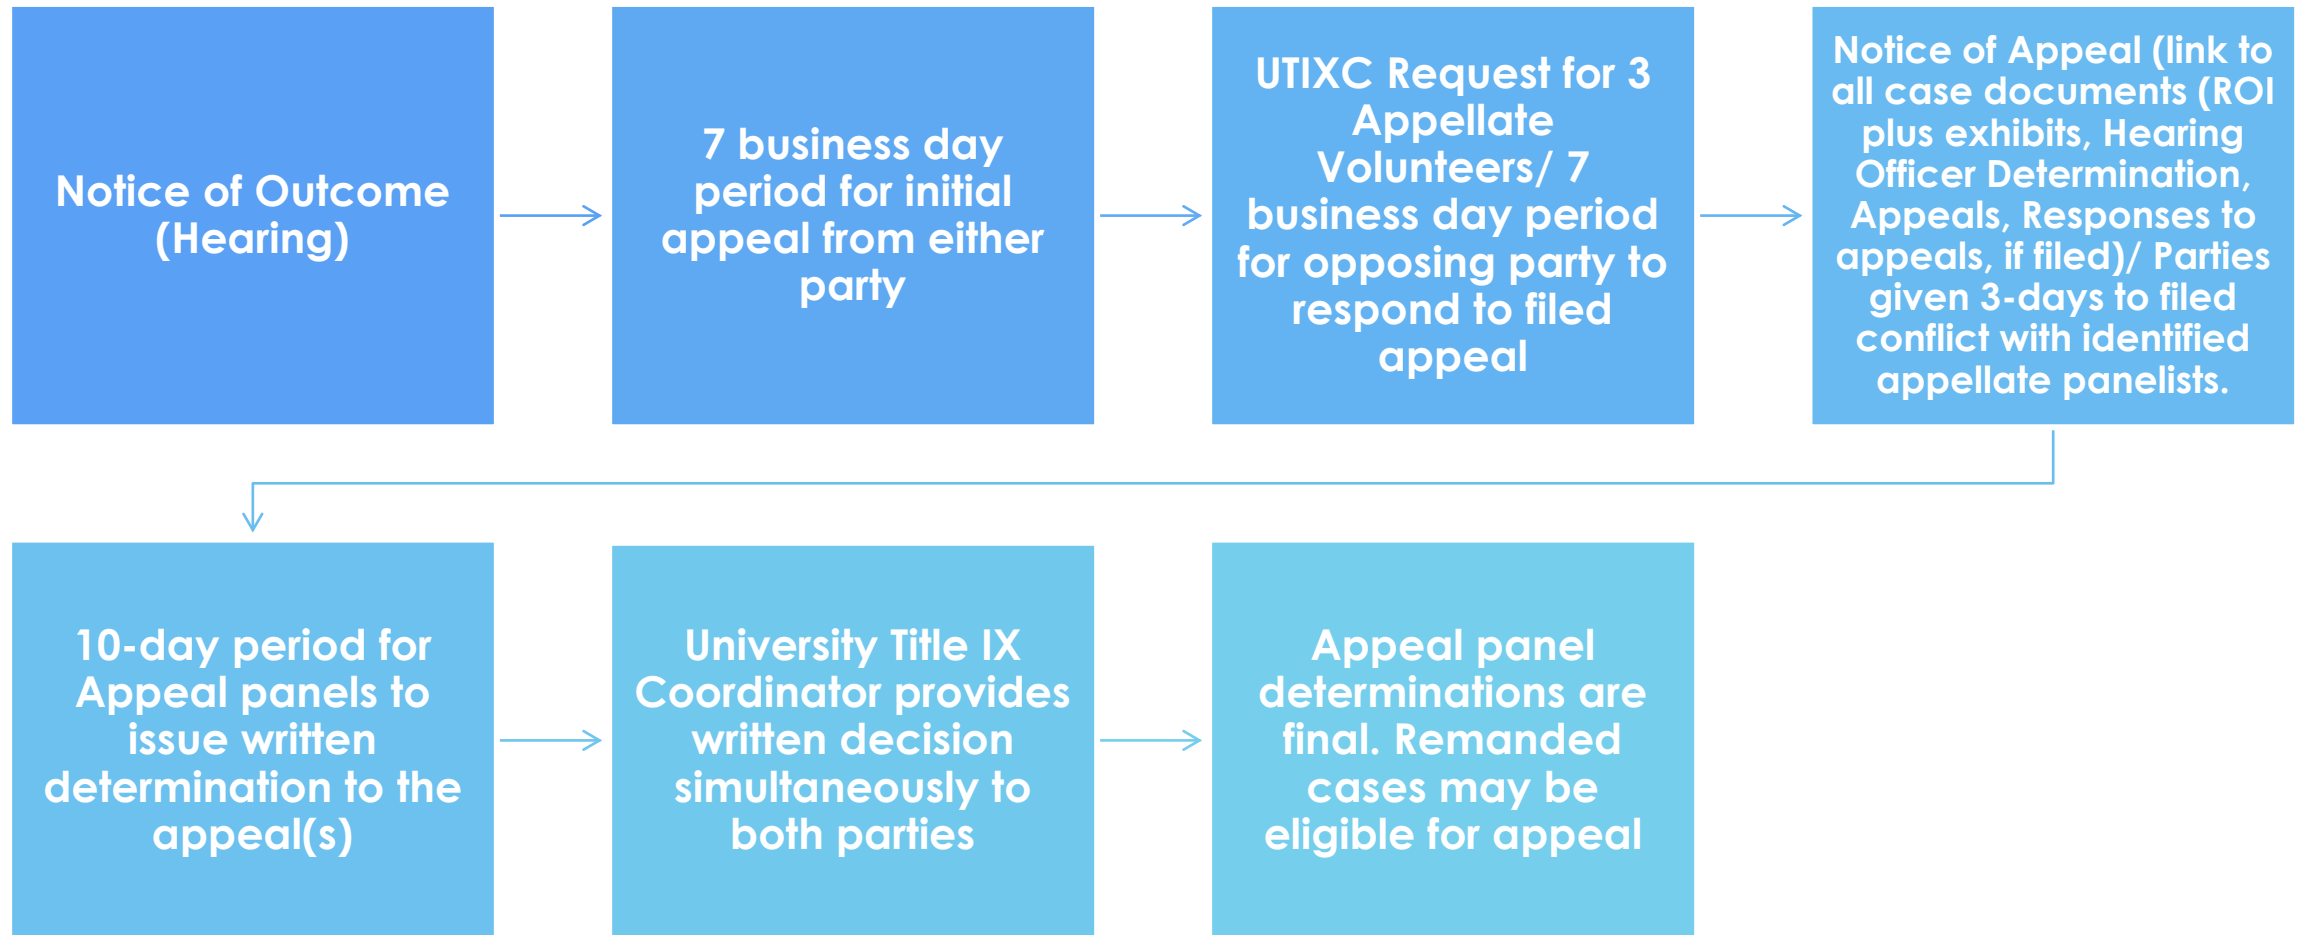 Notice of Outcome
(Hearing)
7 business day
period for initial
appeal from either
party
UTIXC Request for 3
Appellate
Volunteers/ 7
business day period
for opposing party to
respond to filed
appeal
Notice of Appeal (link to
all case documents (ROI
plus exhibits, Hearing
Officer Determination,
Appeals, Responses to
appeals, if filed)/ Parties
given 3-days to filed
conflict with identified
appellate panelists.
10-day period for
Appeal panels to
issue written
determination to the
appeal(s)
University Title IX
Coordinator provides
written decision
simultaneously to
both parties
Appeal panel
determinations are
final. Remanded
cases may be
eligible for appeal